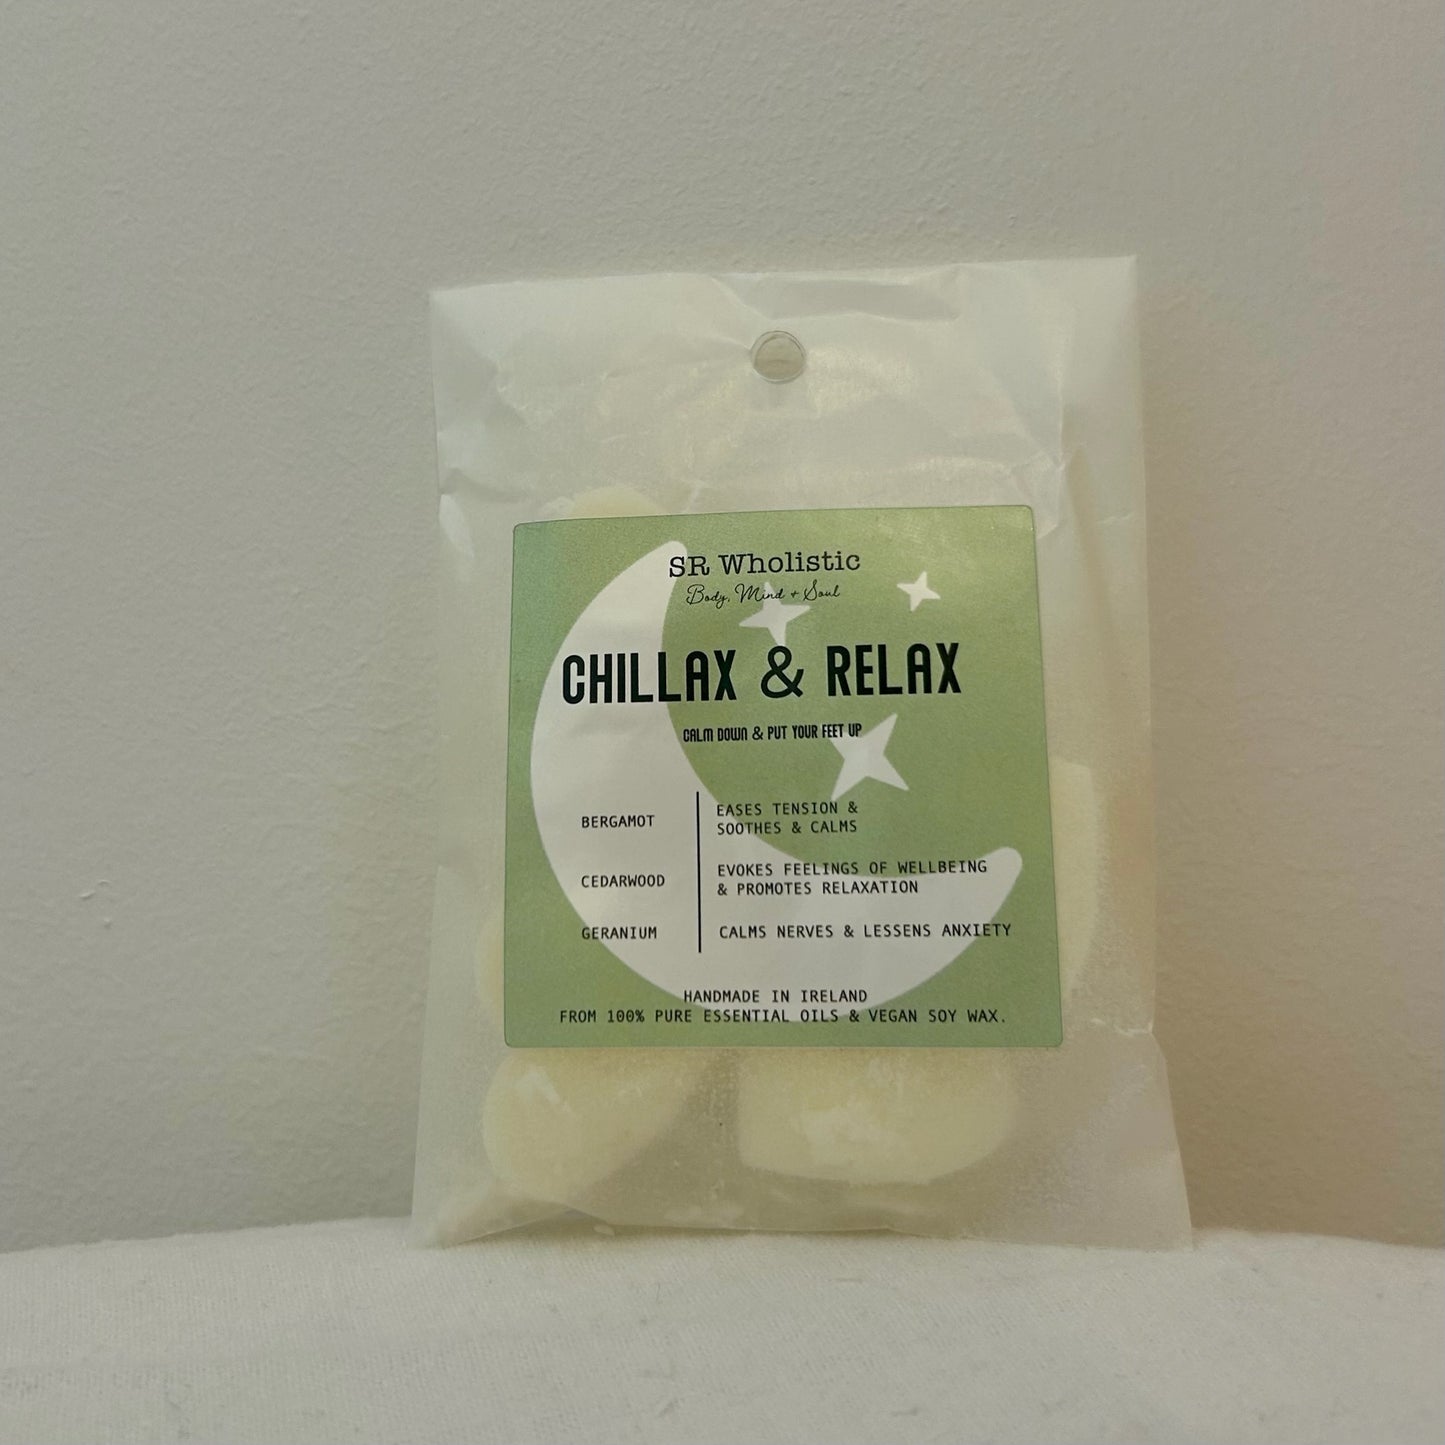 SR Wholistic
Body, Mind + Soul
CHILLAX & RELAX
CALM DOWN & PUT YOUR FEET UP
BERGAMOT
EASES TENSION &
SOOTHES & CALMS
CEDARWOOD
EVOKES FEELINGS OF WELLBEING
& PROMOTES RELAXATION
GERANIUM
CALMS NERVES & LESSENS ANXIETY
HANDMADE IN IRELAND
FROM 100% PURE ESSENTIAL OILS & VEGAN SOY WAX.